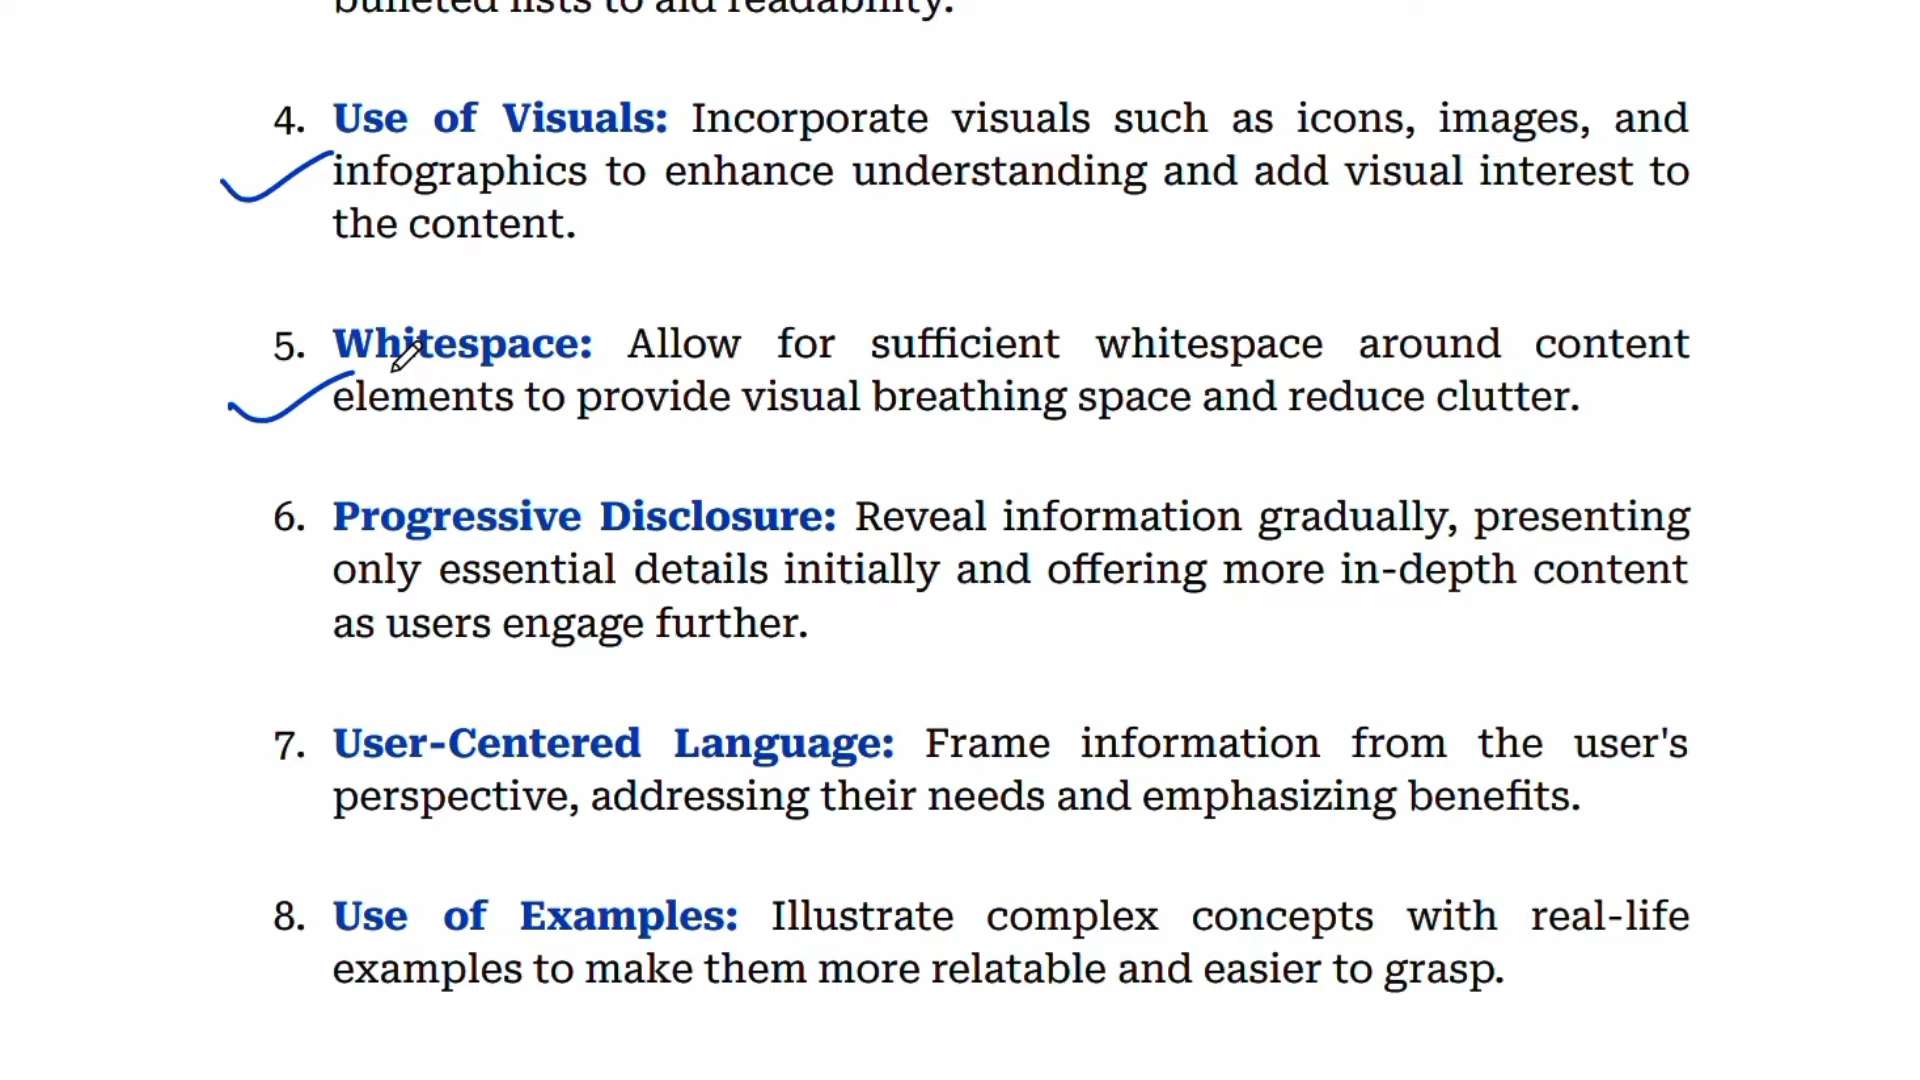 bulleted lists to aid readability.
4. Use of Visuals: Incorporate visuals such as icons, images, and
infographics to enhance understanding and add visual interest to
the content.
5. Whitespace: Allow for sufficient whitespace around content
elements to provide visual breathing space and reduce clutter.
6. Progressive Disclosure: Reveal information gradually, presenting
only essential details initially and offering more in-depth content
as users engage further.
7. User-Centered Language: Frame information from the user's
perspective, addressing their needs and emphasizing benefits.
8. Use of Examples: Illustrate complex concepts with real-life
examples to make them more relatable and easier to grasp.